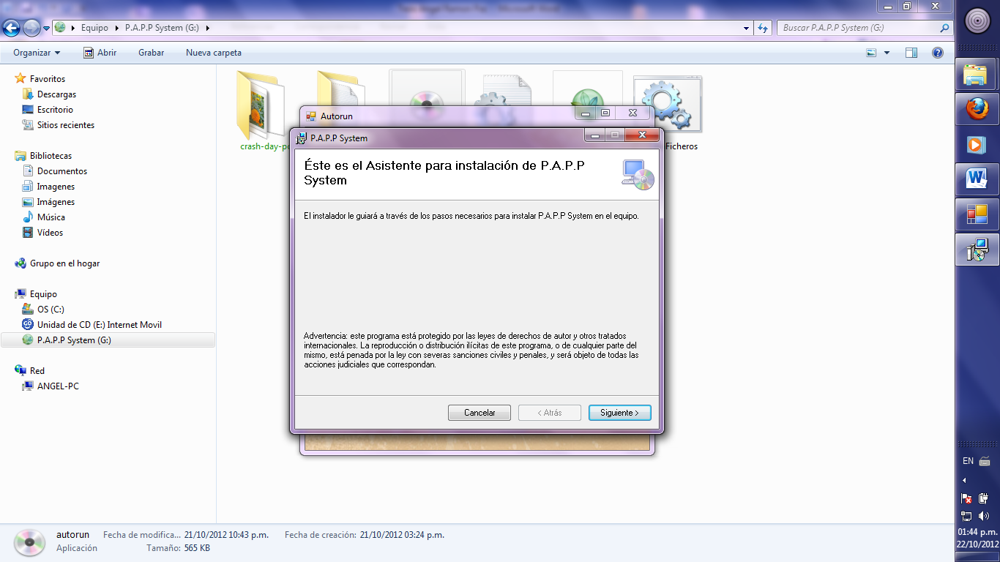 Equipo
P.A.P.P System (G:)
Buscar P.A.P.P System (G:)
Organizar
Abrir
Grabar
Nueva carpeta
Favoritos
Descargas
Escritorio
Sitios recientes
Bibliotecas
Documentos
Imagenes
Imágenes
Música
Vídeos
Grupo en el hogar
Equipo
OS (C:)
Unidad de CD (E:) Internet Movil
P.A.P.P System (G:)
Red
ANGEL-PC
crash-day-po
Ficheros
Autorun
P.A.P.P System
Éste es el Asistente para instalación de P.A.P.P
System
El instalador le guiará a través de los pasos necesarios para instalar P.A.P.P System en el equipo.
Advertencia: este programa está protegido por las leyes de derechos de autor y otros tratados
internacionales. La reproducción o distribución ilícitas de este programa, o de cualquier parte del
mismo, está penada por la ley con severas sanciones civiles y penales, y será objeto de todas las
acciones judiciales que correspondan.
Cancelar
< Atrás
Siguiente >
autorun
Fecha de modifica... 21/10/2012 10:43 p.m.
Fecha de creación: 21/10/2012 03:24 p.m.
Aplicación
Tamaño: 565 KB
EN
01:44 p.m.
22/10/2012